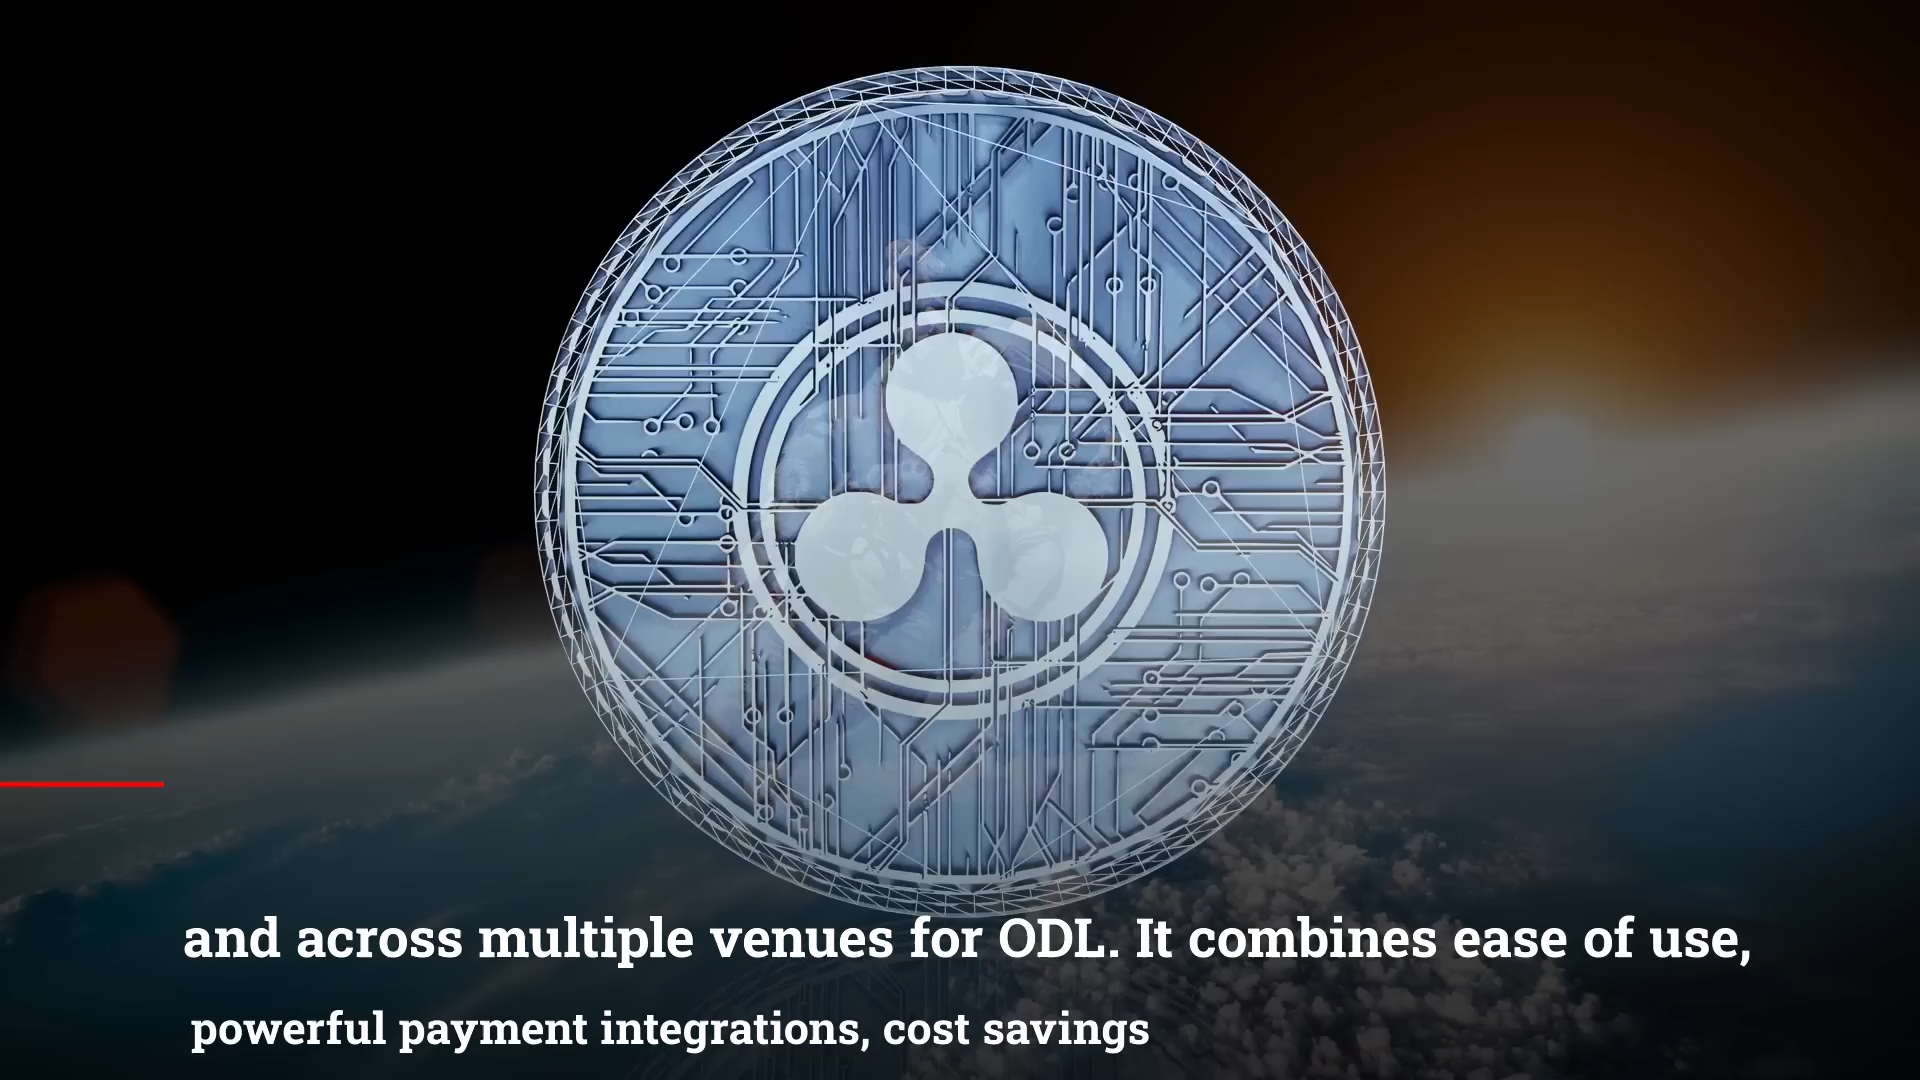 and across multiple venues for ODL. It combines ease of use,
powerful payment integrations, cost savings